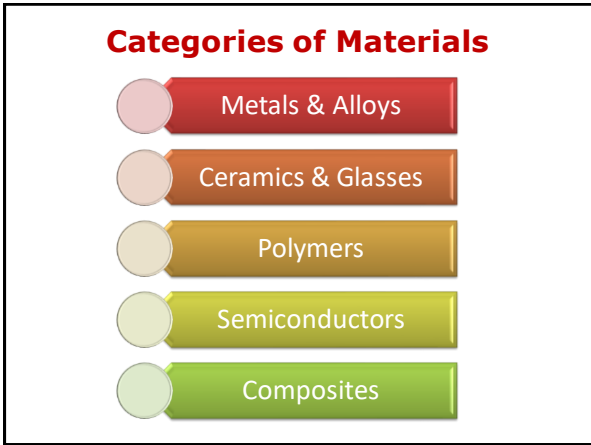 Categories of Materials
Metals & Alloys
Ceramics & Glasses
Polymers
Semiconductors
Composites